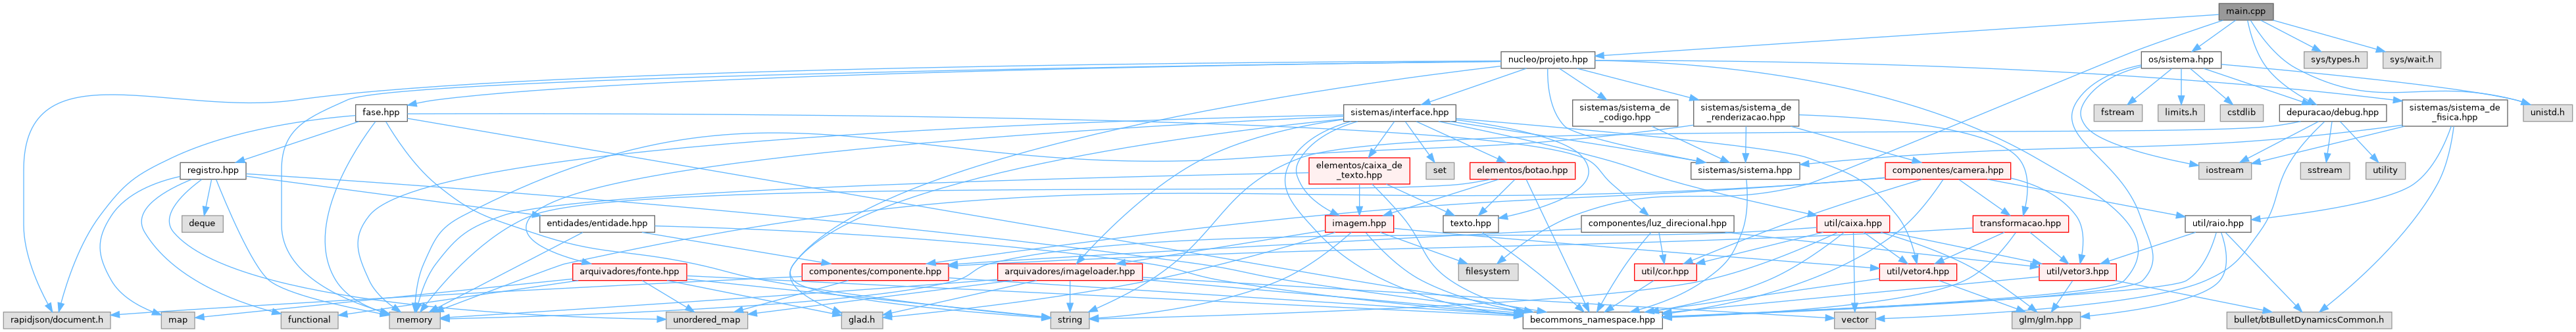 main.cpp
nucleo/projeto.hpp
os/sistema.hpp
sys/types.h
sys/wait.h
fase.hpp
sistemas/interface.hpp
sistemas/sistema_de
_codigo.hpp
sistemas/sistema_de
_renderizacao.hpp
fstream
limits.h
cstdlib
depuracao/debug.hpp
sistemas/sistema_de
_fisica.hpp
unistd.h
registro.hpp
elementos/caixa_de
_texto.hpp
set
elementos/botao.hpp
sistemas/sistema.hpp
componentes/camera.hpp
iostream
sstream
utility
deque
entidades/entidade.hpp
imagem.hpp
texto.hpp
componentes/luz_direcional.hpp
util/caixa.hpp
transformacao.hpp
util/raio.hpp
arquivadores/fonte.hpp
componentes/componente.hpp
arquivadores/imageloader.hpp
filesystem
util/cor.hpp
util/vetor4.hpp
util/vetor3.hpp
rapidjson/document.h
map
functional
memory
unordered_map
glad.h
string
becommons_namespace.hpp
vector
glm/glm.hpp
bullet/btBulletDynamicsCommon.h